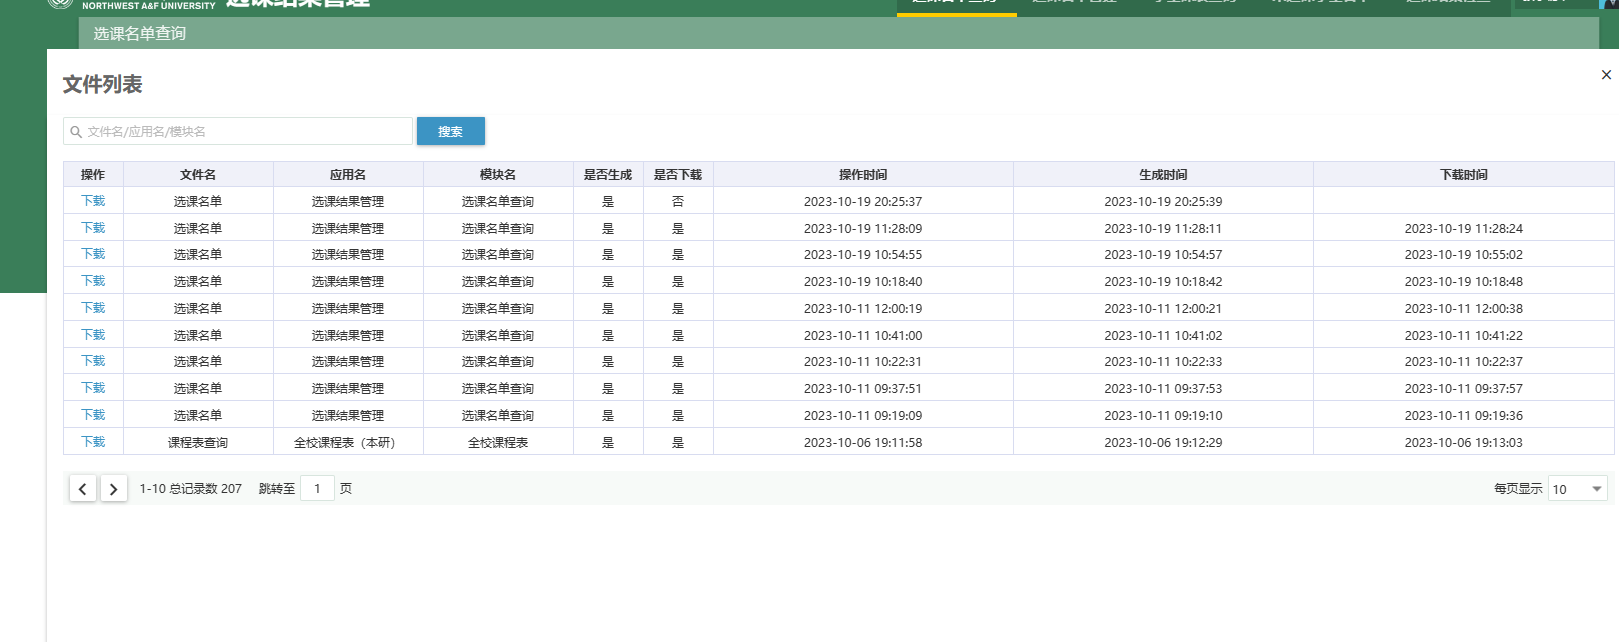 NORTHWEST A&F UNIVERSITY 选课结果管理
选课名单查询
文件列表
×
文件名/应用名/模块名 搜索
操作 文件名 应用名 模块名 是否生成 是否下载 操作时间 生成时间 下载时间
下载 选课名单 选课结果管理 选课名单查询 是 否 2023-10-19 20:25:37 2023-10-19 20:25:39
下载 选课名单 选课结果管理 选课名单查询 是 是 2023-10-19 11:28:09 2023-10-19 11:28:11 2023-10-19 11:28:24
下载 选课名单 选课结果管理 选课名单查询 是 是 2023-10-19 10:54:55 2023-10-19 10:54:57 2023-10-19 10:55:02
下载 选课名单 选课结果管理 选课名单查询 是 是 2023-10-19 10:18:40 2023-10-19 10:18:42 2023-10-19 10:18:48
下载 选课名单 选课结果管理 选课名单查询 是 是 2023-10-11 12:00:19 2023-10-11 12:00:21 2023-10-11 12:00:38
下载 选课名单 选课结果管理 选课名单查询 是 是 2023-10-11 10:41:00 2023-10-11 10:41:02 2023-10-11 10:41:22
下载 选课名单 选课结果管理 选课名单查询 是 是 2023-10-11 10:22:31 2023-10-11 10:22:33 2023-10-11 10:22:37
下载 选课名单 选课结果管理 选课名单查询 是 是 2023-10-11 09:37:51 2023-10-11 09:37:53 2023-10-11 09:37:57
下载 选课名单 选课结果管理 选课名单查询 是 是 2023-10-11 09:19:09 2023-10-11 09:19:10 2023-10-11 09:19:36
下载 课程表查询 全校课程表（本研） 全校课程表 是 是 2023-10-06 19:11:58 2023-10-06 19:12:29 2023-10-06 19:13:03
1-10 总记录数 207 跳转至 1 页 每页显示 10